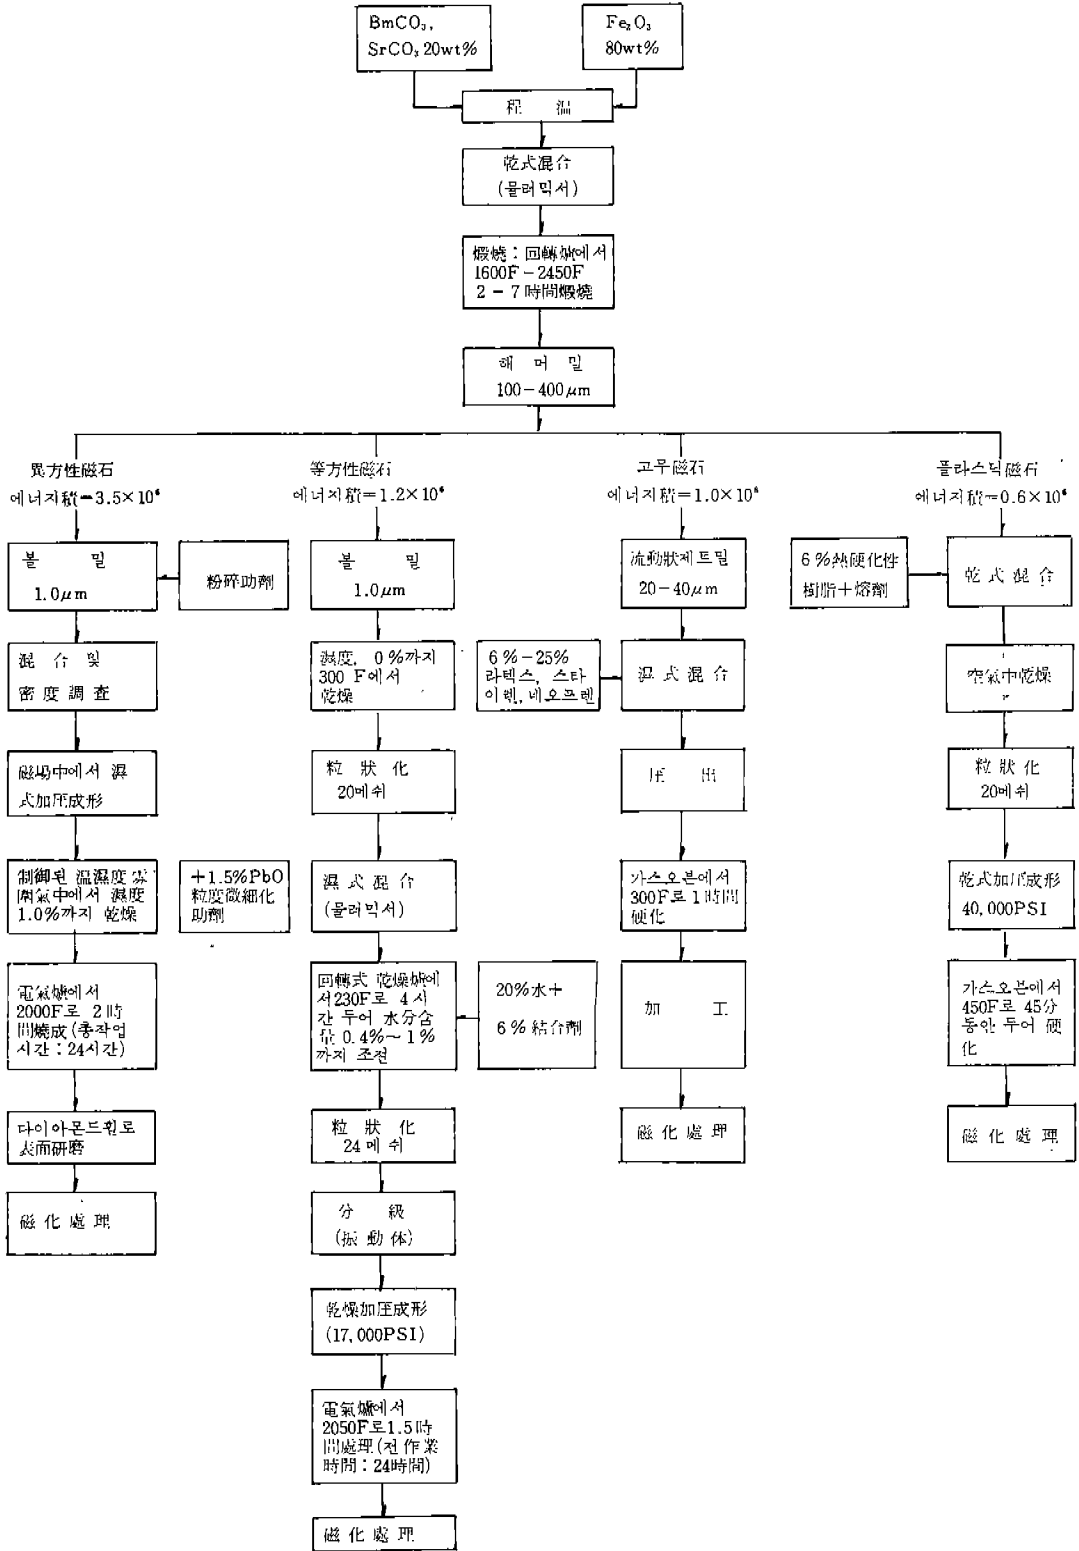 BmCO₃,
SrCO₃ 20wt%
Fe₂O₃
80wt%
程 温
乾式混合
(믈러믹서)
煆燒：回轉爐에서
1600F－2450F
2－7時間煆燒
해 머 밀
100－400μm
異方性磁石
에너지積=3.5×10⁶
볼 밀
1.0μm
粉碎助劑
混 合 및
密度調査
磁場中에서 濕
式加压成形
制御된 温濕度雰
圍氣中에서 濕度
1.0%까지 乾燥
電氣爐에서
2000F로 2時
間燒成(총작업
시간：24시간)
다이아몬드휠로
表面研磨
磁化處理
等方性磁石
에너지積=1.2×10⁶
볼 밀
1.0μm
濕度, 0%까지
300 F에서
乾燥
粒狀化
20메쉬
+1.5%PbO
粒度微細化
助劑
濕式混合
(믈러믹서)
回轉式 乾燥爐에
서230F로 4시
간 두어 水分含
量 0.4%～1%
까지 조절
20%水+
6%結合劑
粒狀化
24메쉬
分 級
(振動体)
乾燥加压成形
(17,000PSI)
電氣爐에서
2050F로1.5時
間處理(전作業
時間：24時間)
磁化處理
고무磁石
에너지積=1.0×10⁶
流動狀제트밀
20－40μm
6%－25%
라텍스, 스타
이렌,네오프렌
濕式混合
压 出
가스오븐에서
300F로 1時間
硬化
加 工
磁化處理
플라스틱磁石
에너지積=0.6×10⁶
6%熱硬化性
樹脂+熔劑
乾式混合
空氣中乾燥
粒狀化
20메쉬
乾式加压成形
40,000PSI
가스오븐에서
450F로 45分
동안 두어 硬
化
磁化處理